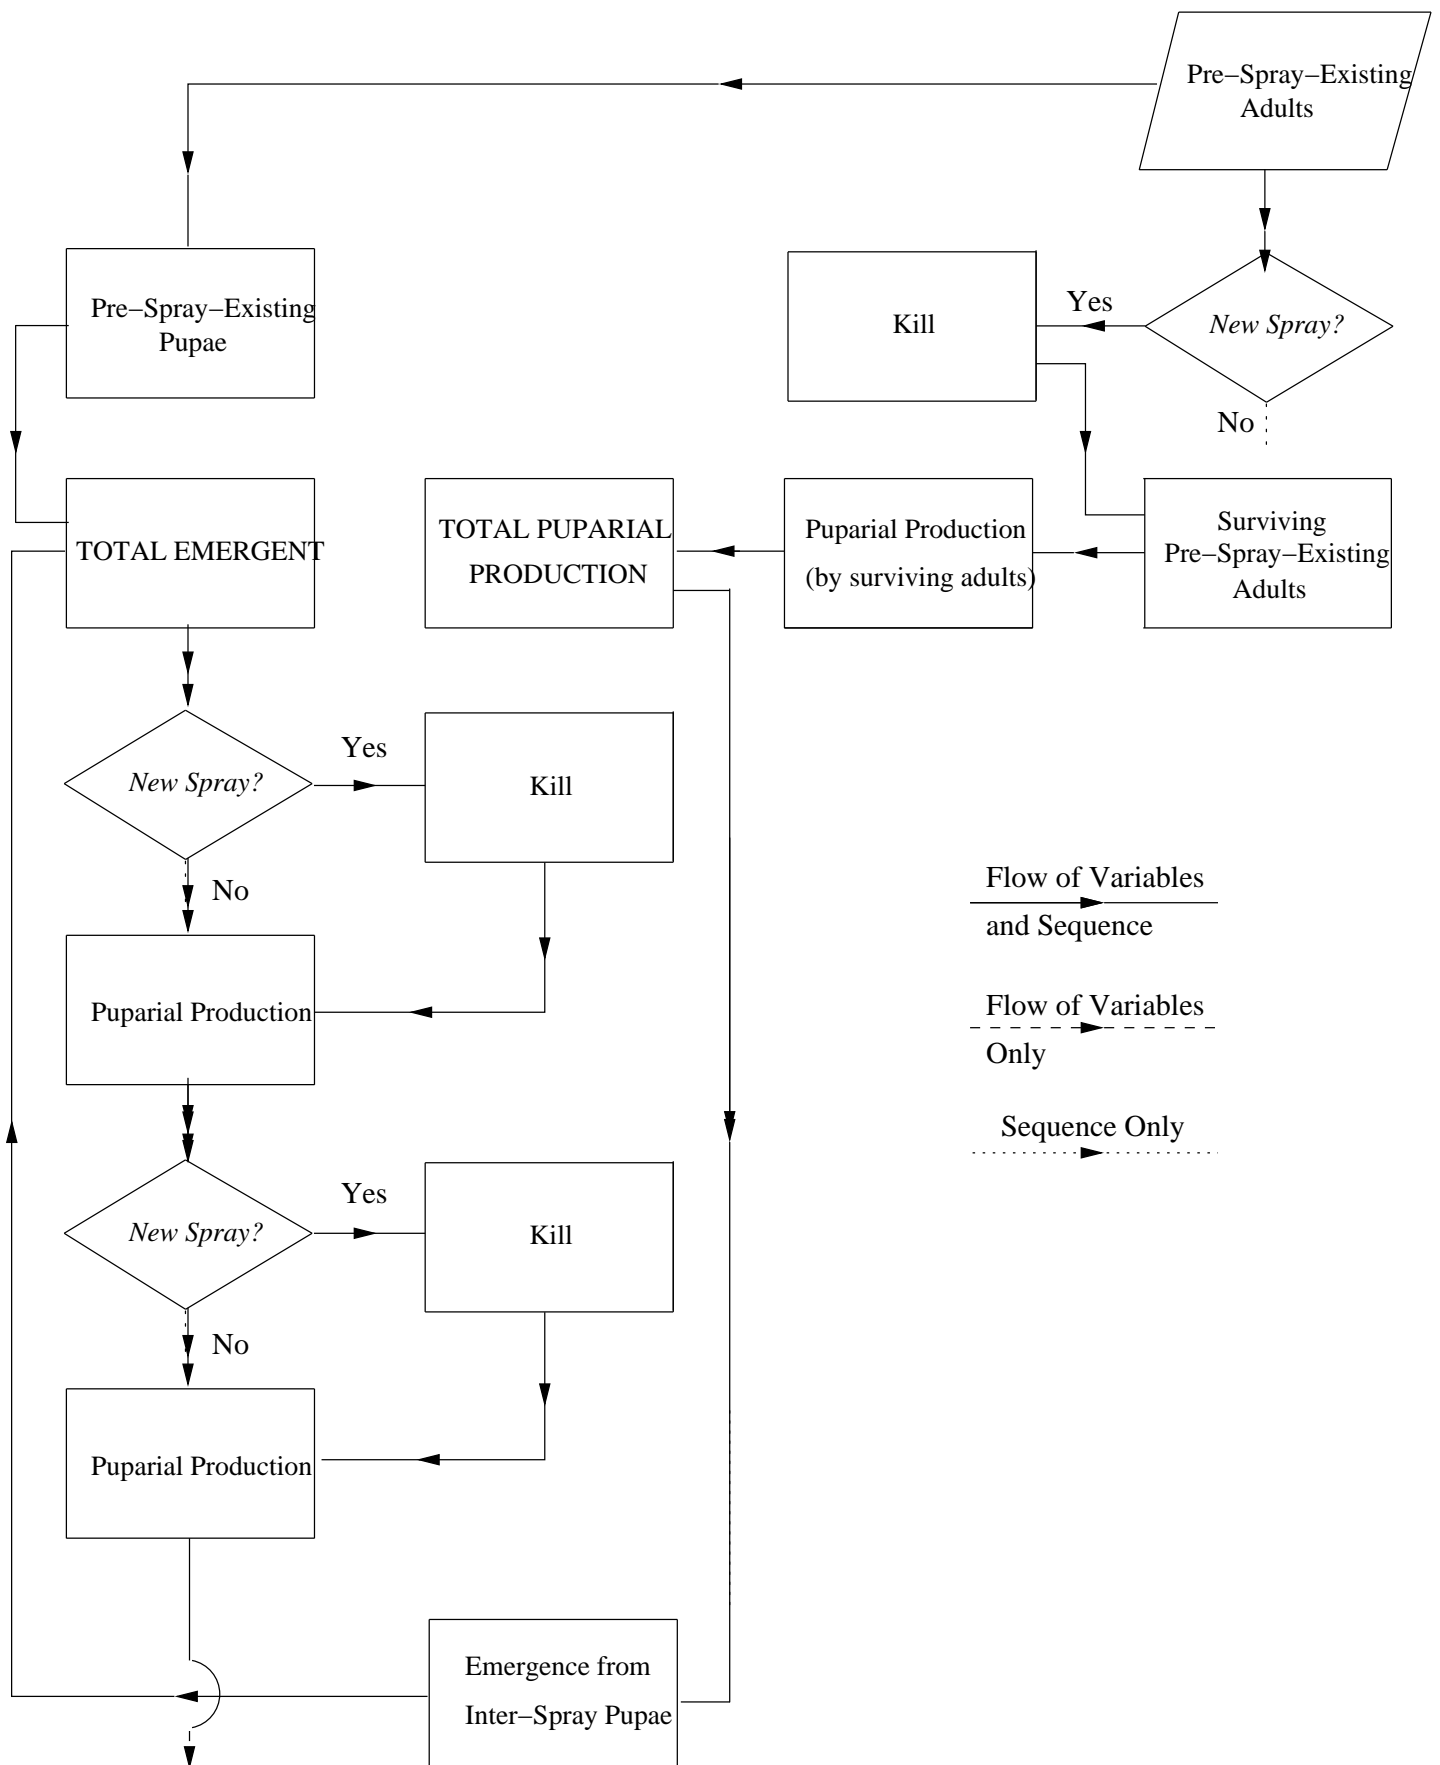 Pre−Spray−Existing
Adults
Pre−Spray−Existing
Pupae
Kill
Yes
New Spray?
No
TOTAL EMERGENT
TOTAL PUPARIAL
PRODUCTION
Puparial Production
(by surviving adults)
Surviving
Pre−Spray−Existing
Adults
New Spray?
Yes
Kill
No
Puparial Production
Flow of Variables
and Sequence
Flow of Variables
Only
Sequence Only
New Spray?
Yes
Kill
No
Puparial Production
Emergence from
Inter−Spray Pupae